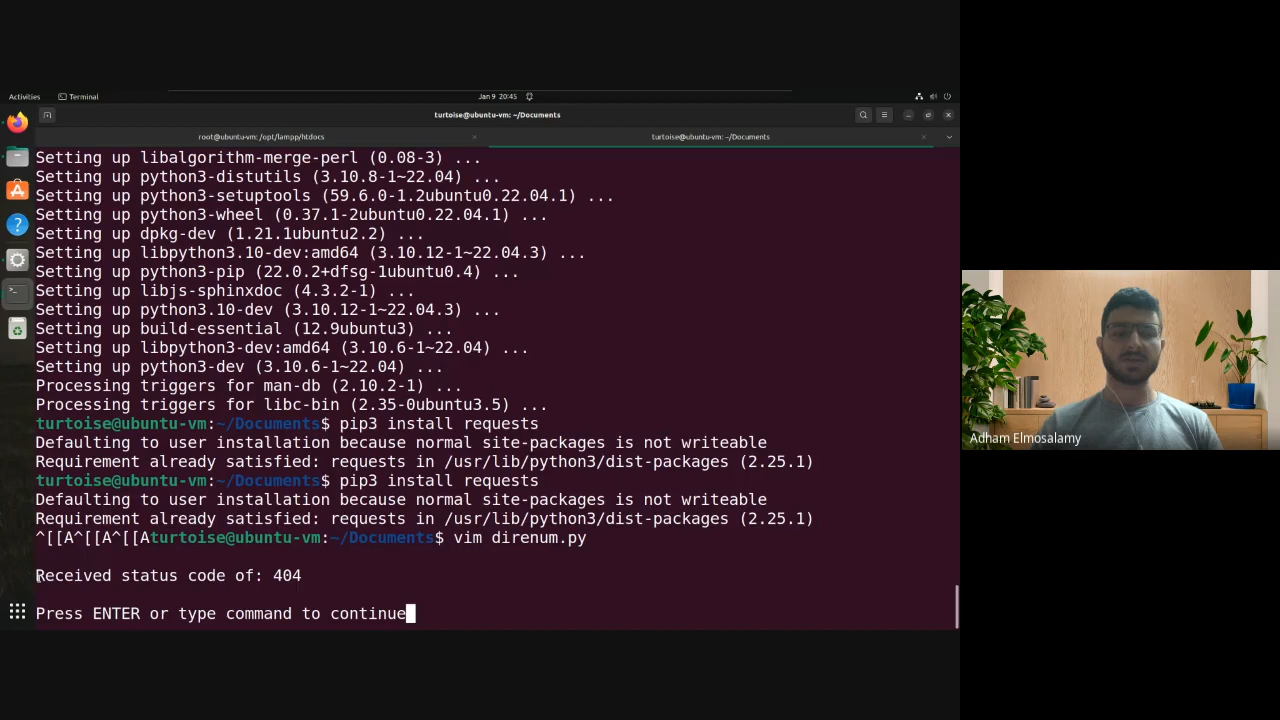 Activities
Terminal
Jan 9 20:45
turtoise@ubuntu-vm: ~/Documents
root@ubuntu-vm: /opt/lampp/htdocs
turtoise@ubuntu-vm: ~/Documents
Setting up libalgorithm-merge-perl (0.08-3) ...
Setting up python3-distutils (3.10.8-1~22.04) ...
Setting up python3-setuptools (59.6.0-1.2ubuntu0.22.04.1) ...
Setting up python3-wheel (0.37.1-2ubuntu0.22.04.1) ...
Setting up dpkg-dev (1.21.1ubuntu2.2) ...
Setting up libpython3.10-dev:amd64 (3.10.12-1~22.04.3) ...
Setting up python3-pip (22.0.2+dfsg-1ubuntu0.4) ...
Setting up libjs-sphinxdoc (4.3.2-1) ...
Setting up python3.10-dev (3.10.12-1~22.04.3) ...
Setting up build-essential (12.9ubuntu3) ...
Setting up libpython3-dev:amd64 (3.10.6-1~22.04) ...
Setting up python3-dev (3.10.6-1~22.04) ...
Processing triggers for man-db (2.10.2-1) ...
Processing triggers for libc-bin (2.35-0ubuntu3.5) ...
turtoise@ubuntu-vm:~/Documents$ pip3 install requests
Defaulting to user installation because normal site-packages is not writeable
Requirement already satisfied: requests in /usr/lib/python3/dist-packages (2.25.1)
turtoise@ubuntu-vm:~/Documents$ pip3 install requests
Defaulting to user installation because normal site-packages is not writeable
Requirement already satisfied: requests in /usr/lib/python3/dist-packages (2.25.1)
^[[A^[[A^[[Aturtoise@ubuntu-vm:~/Documents$ vim direnum.py
Received status code of: 404
Press ENTER or type command to continue
Adham Elmosalamy